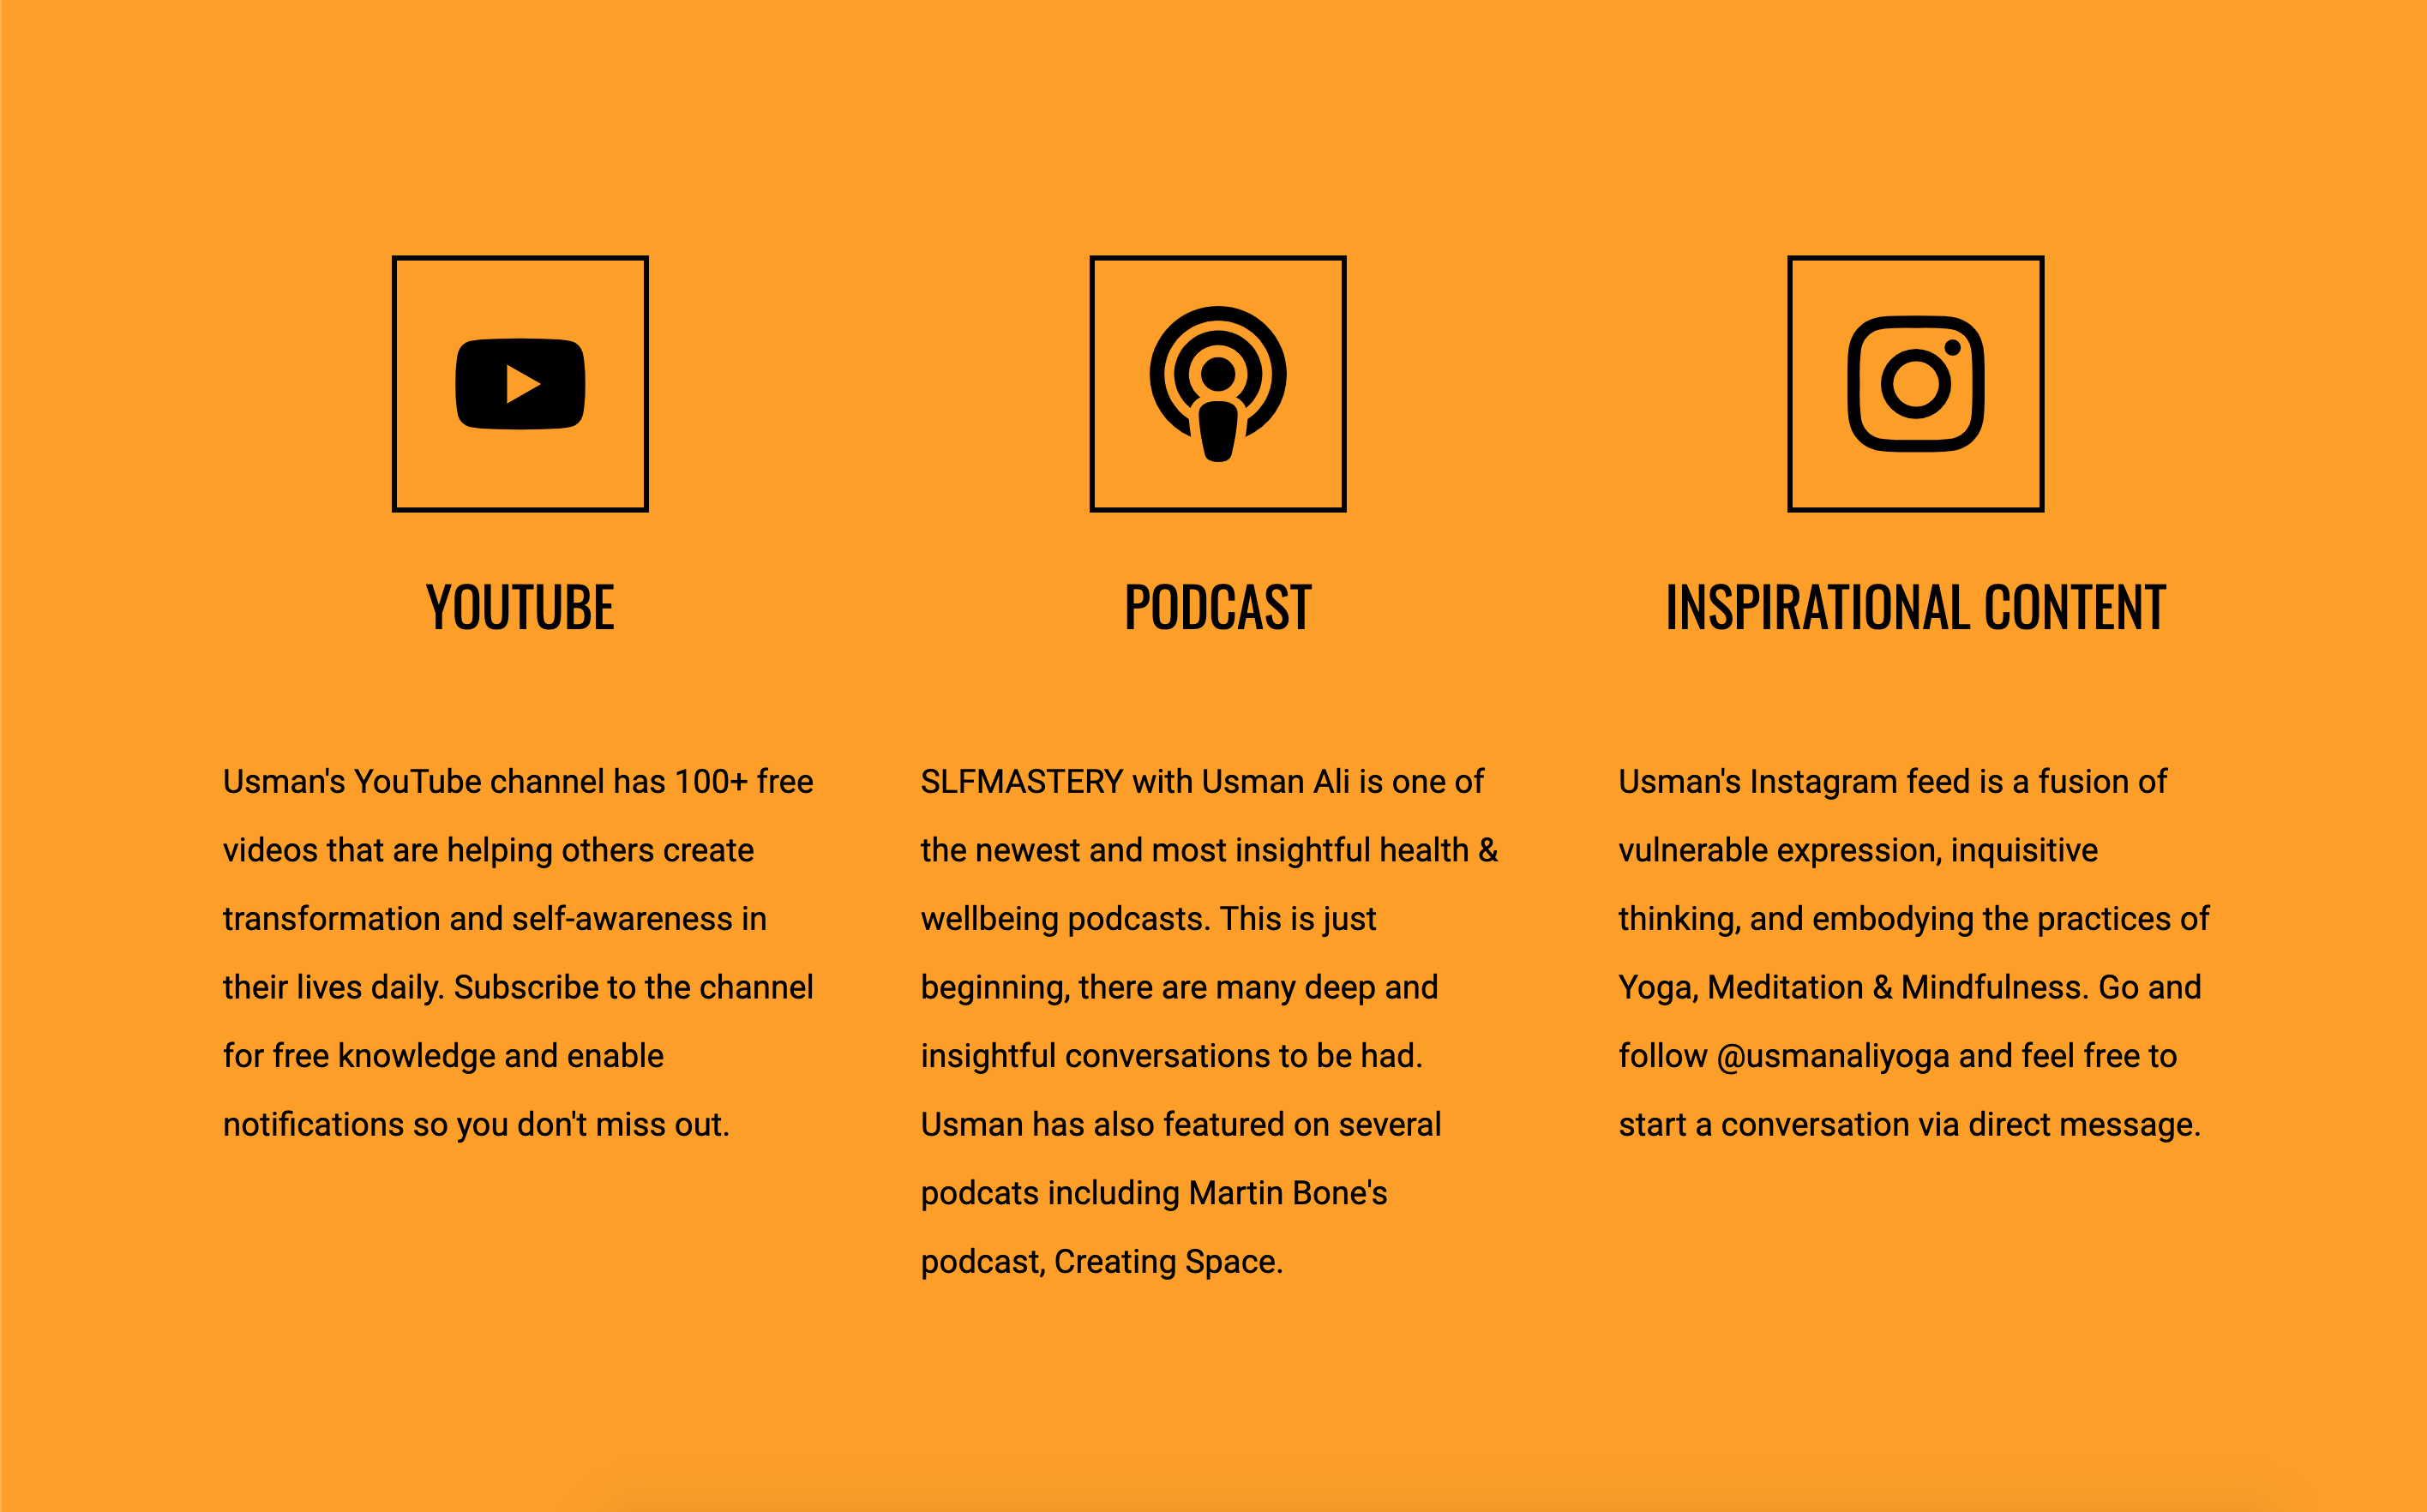 YOUTUBE
Usman's YouTube channel has 100+ free
videos that are helping others create
transformation and self-awareness in
their lives daily. Subscribe to the channel
for free knowledge and enable
notifications so you don't miss out.
PODCAST
SLFMASTERY with Usman Ali is one of
the newest and most insightful health &
wellbeing podcasts. This is just
beginning, there are many deep and
insightful conversations to be had.
Usman has also featured on several
podcats including Martin Bone's
podcast, Creating Space.
INSPIRATIONAL CONTENT
Usman's Instagram feed is a fusion of
vulnerable expression, inquisitive
thinking, and embodying the practices of
Yoga, Meditation & Mindfulness. Go and
follow @usmanaliyoga and feel free to
start a conversation via direct message.